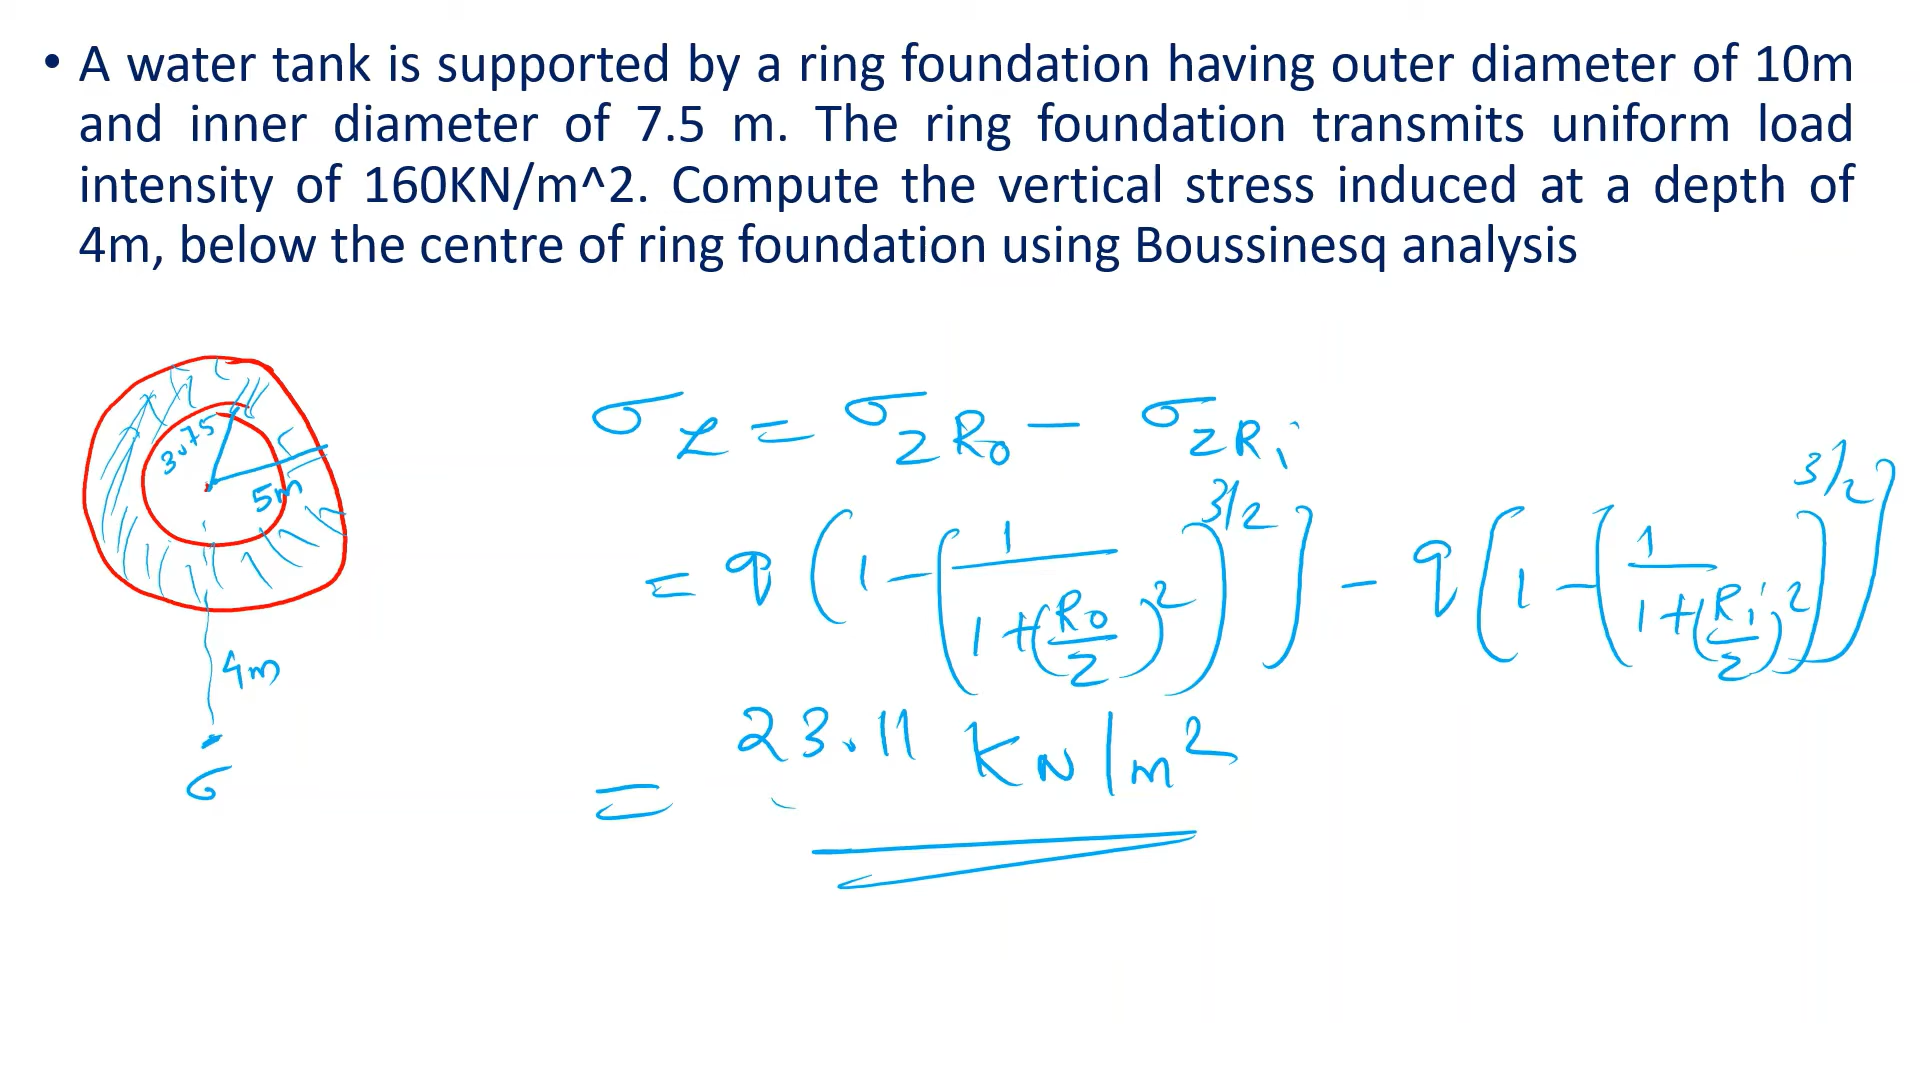 • A water tank is supported by a ring foundation having outer diameter of 10m
and inner diameter of 7.5 m. The ring foundation transmits uniform load
intensity of 160KN/m^2. Compute the vertical stress induced at a depth of
4m, below the centre of ring foundation using Boussinesq analysis
3.75
5m
4m
σz = σzRo − σzRi
= q (1 − (1 / 1+(Ro/z)²)^3/2] − q [1 − (1 / 1+(Ri/z)²)^3/2]
= 23.11 KN/m²